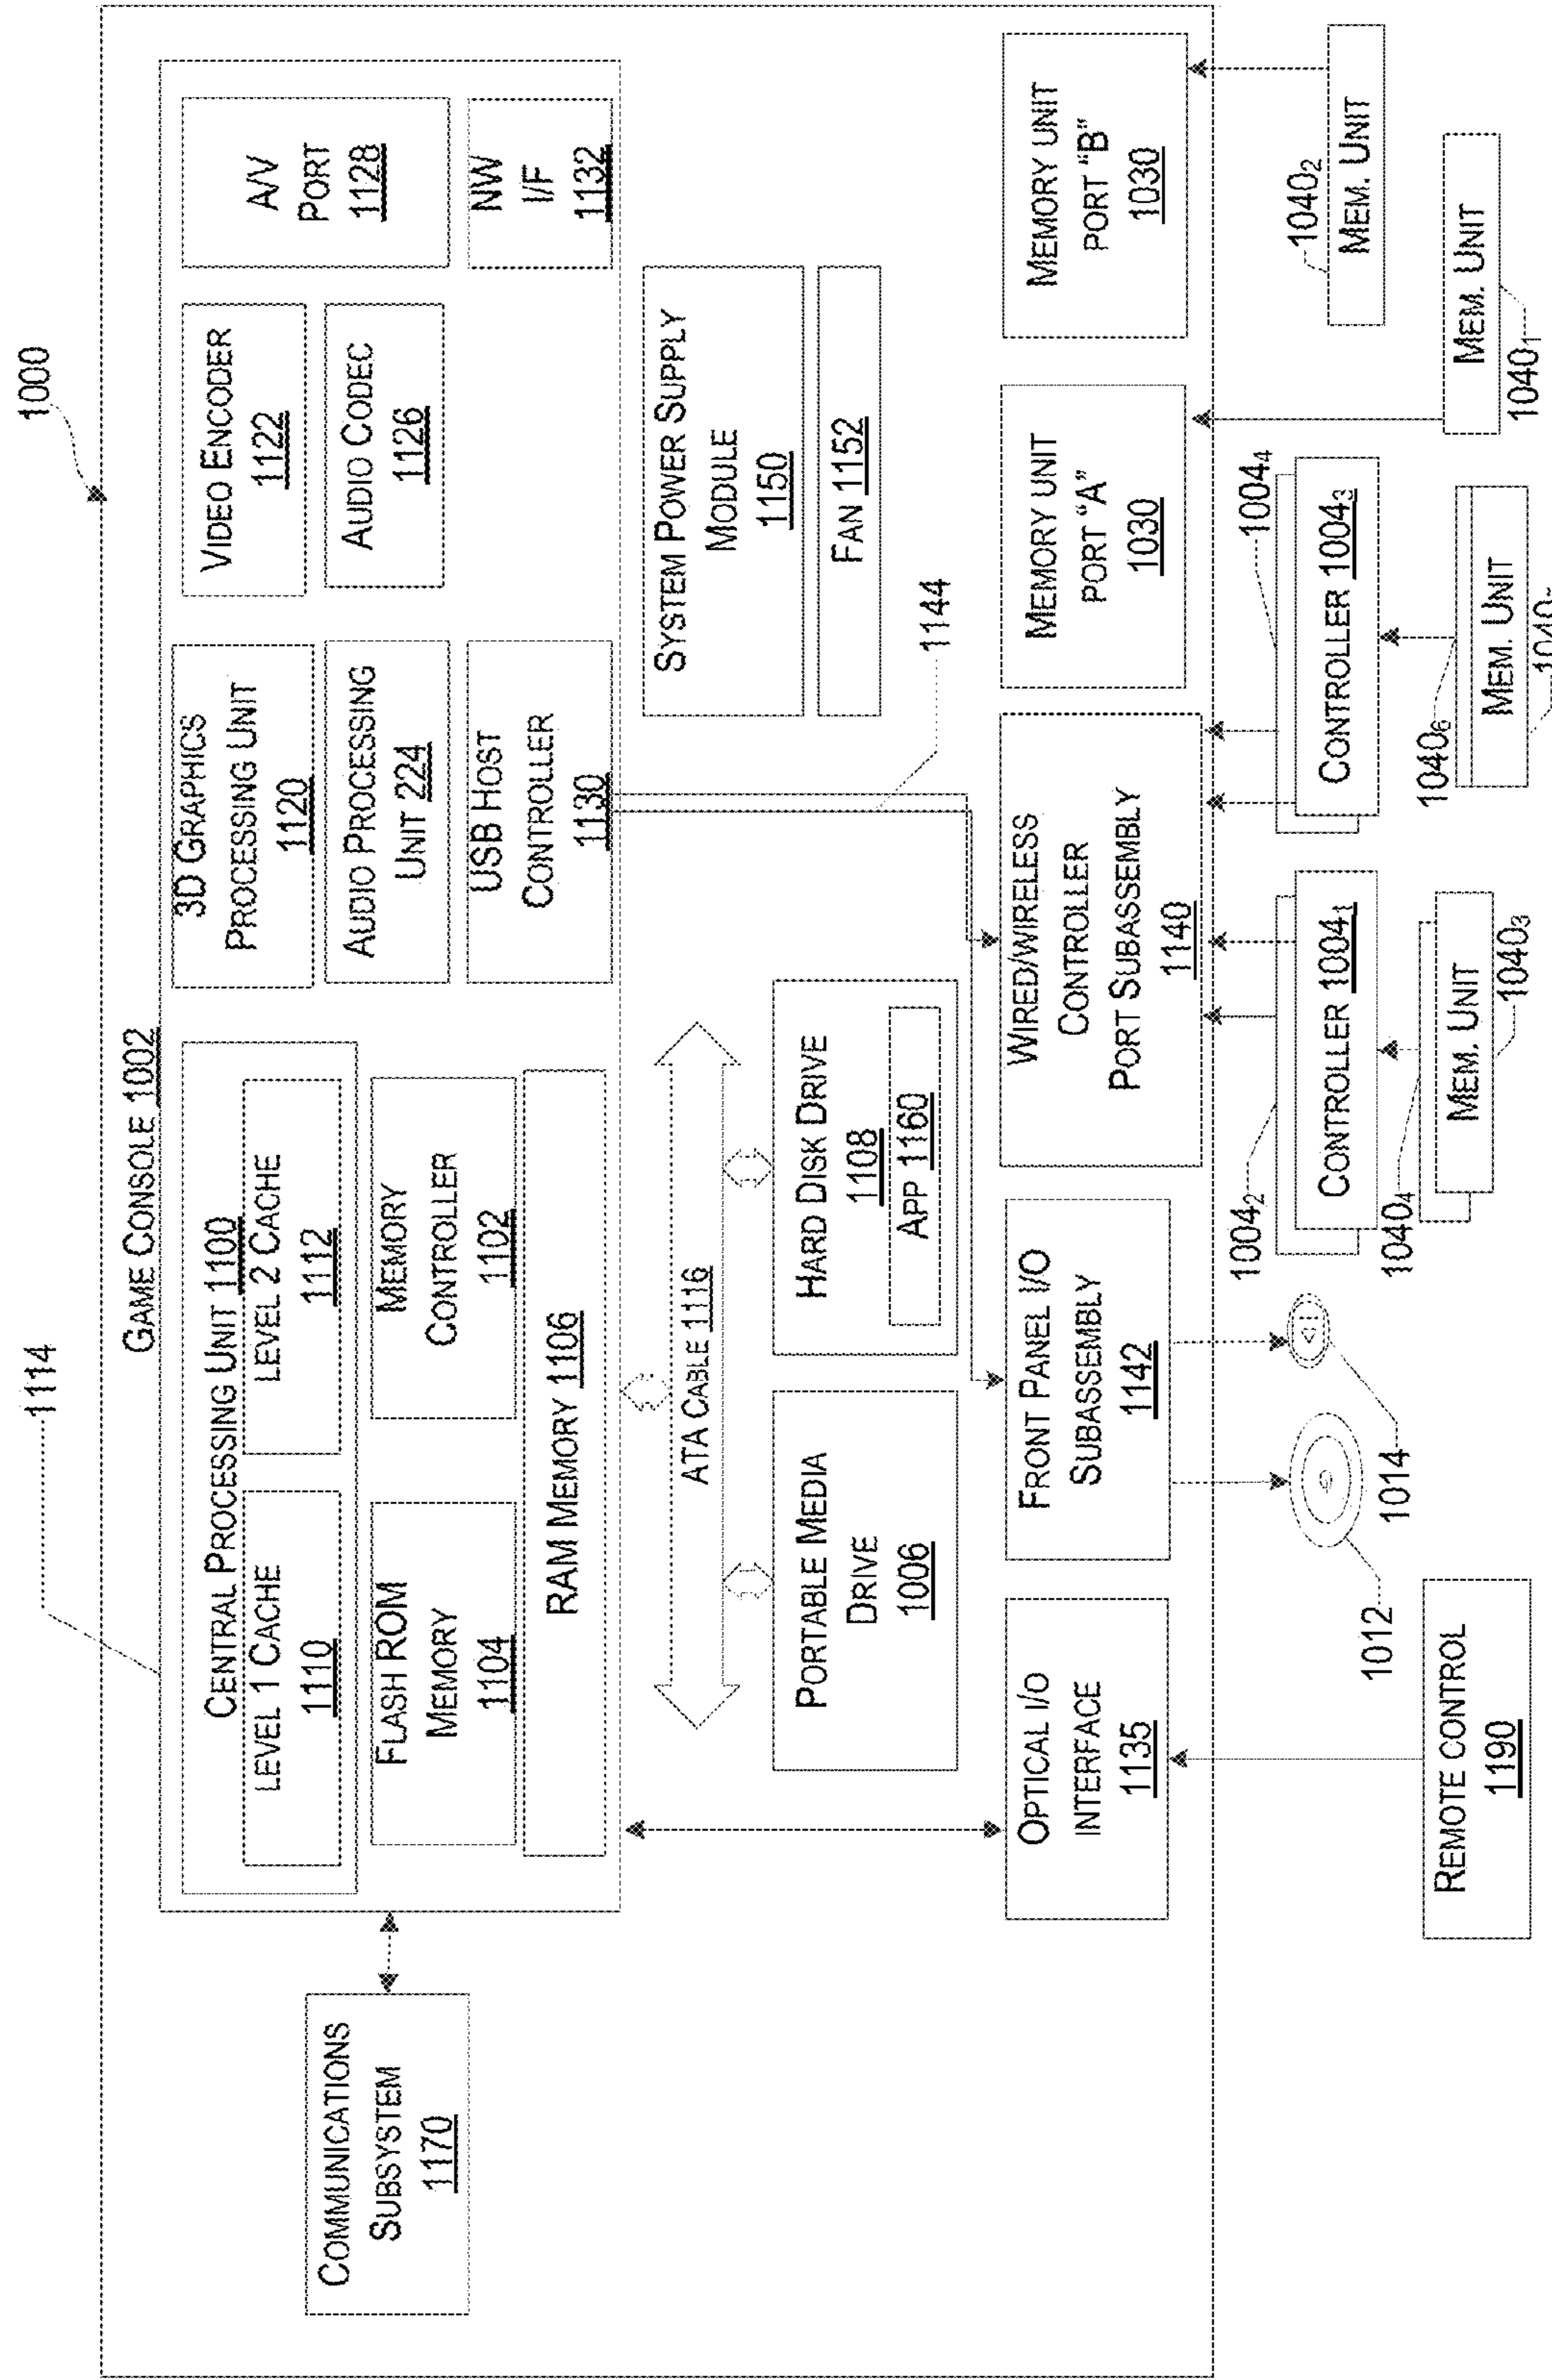 1000
1114
GAME CONSOLE 1002
CENTRAL PROCESSING UNIT 1100
LEVEL 1 CACHE
1110
LEVEL 2 CACHE
1112
FLASH ROM
MEMORY
1104
MEMORY
CONTROLLER
1102
RAM MEMORY 1106
3D GRAPHICS
PROCESSING UNIT
1120
AUDIO PROCESSING
UNIT 224
USB HOST
CONTROLLER
1130
VIDEO ENCODER
1122
AUDIO CODEC
1126
A/V
PORT
1128
NW
I/F
1132
COMMUNICATIONS
SUBSYSTEM
1170
ATA CABLE 1116
SYSTEM POWER SUPPLY
MODULE
1150
FAN 1152
PORTABLE MEDIA
DRIVE
1006
HARD DISK DRIVE
1108
APP 1160
1144
OPTICAL I/O
INTERFACE
1135
FRONT PANEL I/O
SUBASSEMBLY
1142
WIRED/WIRELESS
CONTROLLER
PORT SUBASSEMBLY
1140
MEMORY UNIT
PORT "A"
1030
MEMORY UNIT
PORT "B"
1030
1004₂
1004₄
1040₂
CONTROLLER 1004₁
CONTROLLER 1004₃
MEM. UNIT
1012
1014
1040₄
1040₆
REMOTE CONTROL
1190
MEM. UNIT
1040₃
MEM. UNIT
MEM. UNIT
1040₁